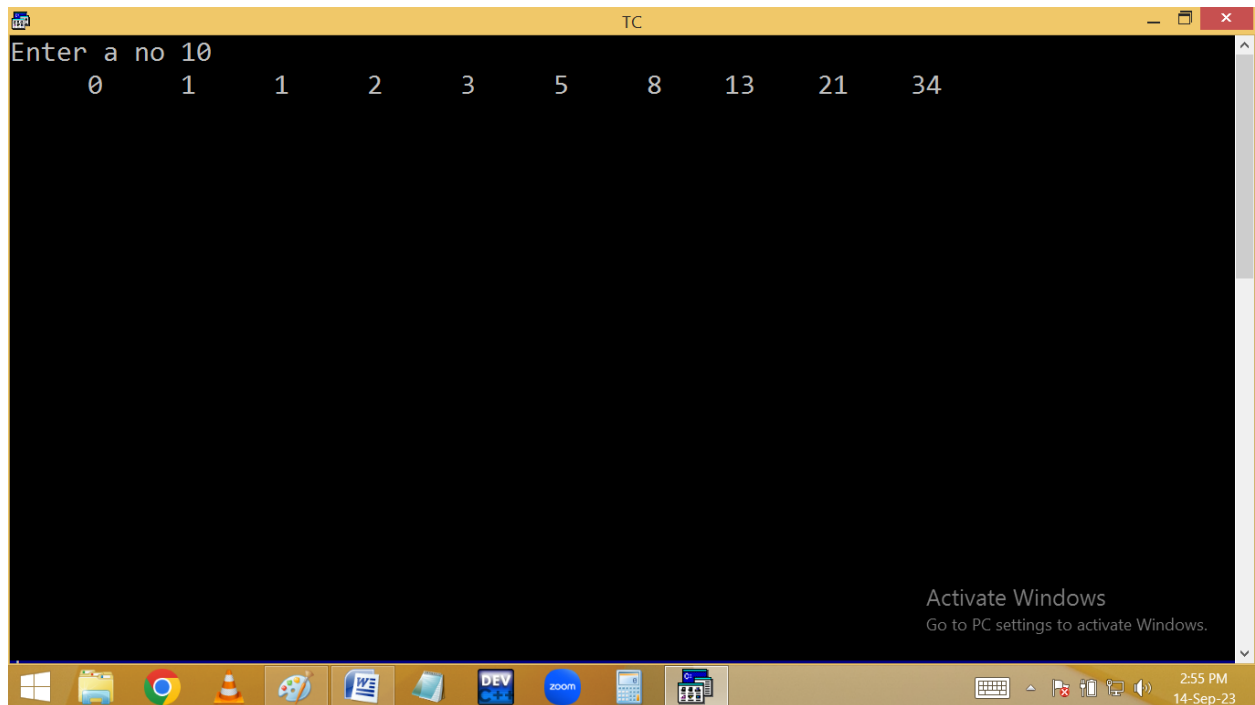 TC
Enter a no 10
0 1 1 2 3 5 8 13 21 34
Activate Windows
Go to PC settings to activate Windows.
DEV
C++
zoom
2:55 PM
14-Sep-23